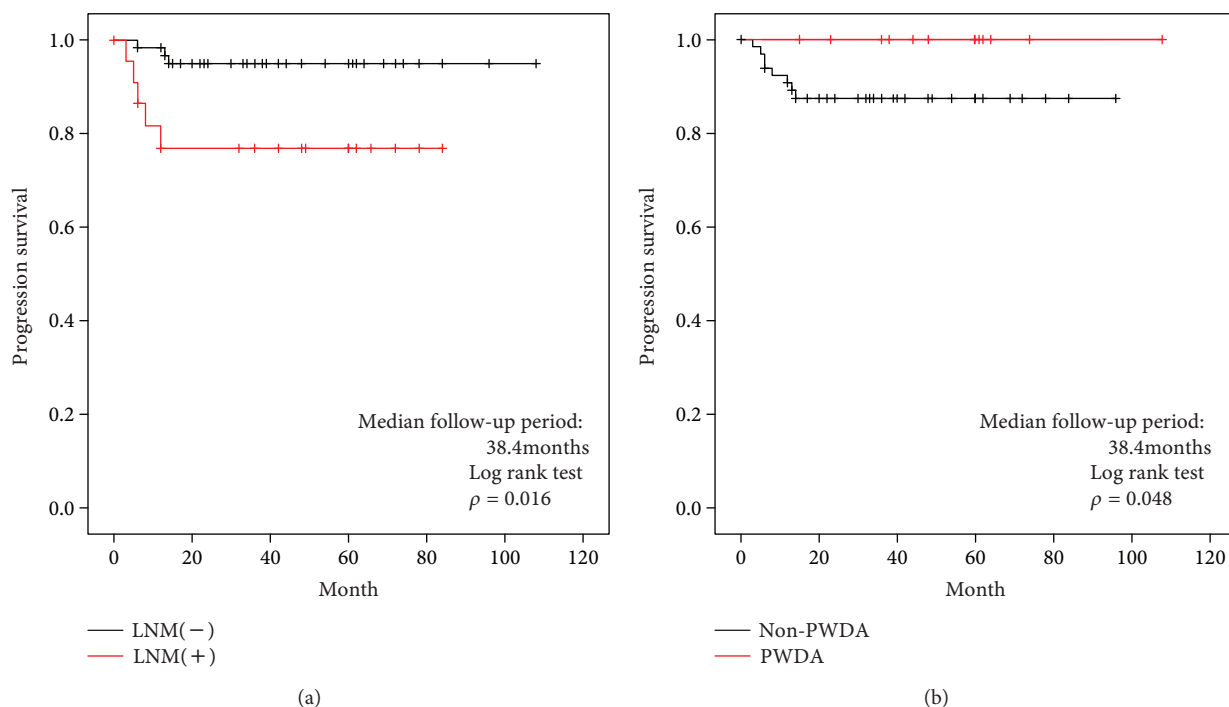 1.0
0.8
0.6
0.4
0.2
0.0
Progression survival
Median follow-up period:
38.4months
Log rank test
ρ = 0.016
0 20 40 60 80 100 120
Month
LNM(−)
LNM(+)
(a)
1.0
0.8
0.6
0.4
0.2
0.0
Progression survival
Median follow-up period:
38.4months
Log rank test
ρ = 0.048
0 20 40 60 80 100 120
Month
Non-PWDA
PWDA
(b)